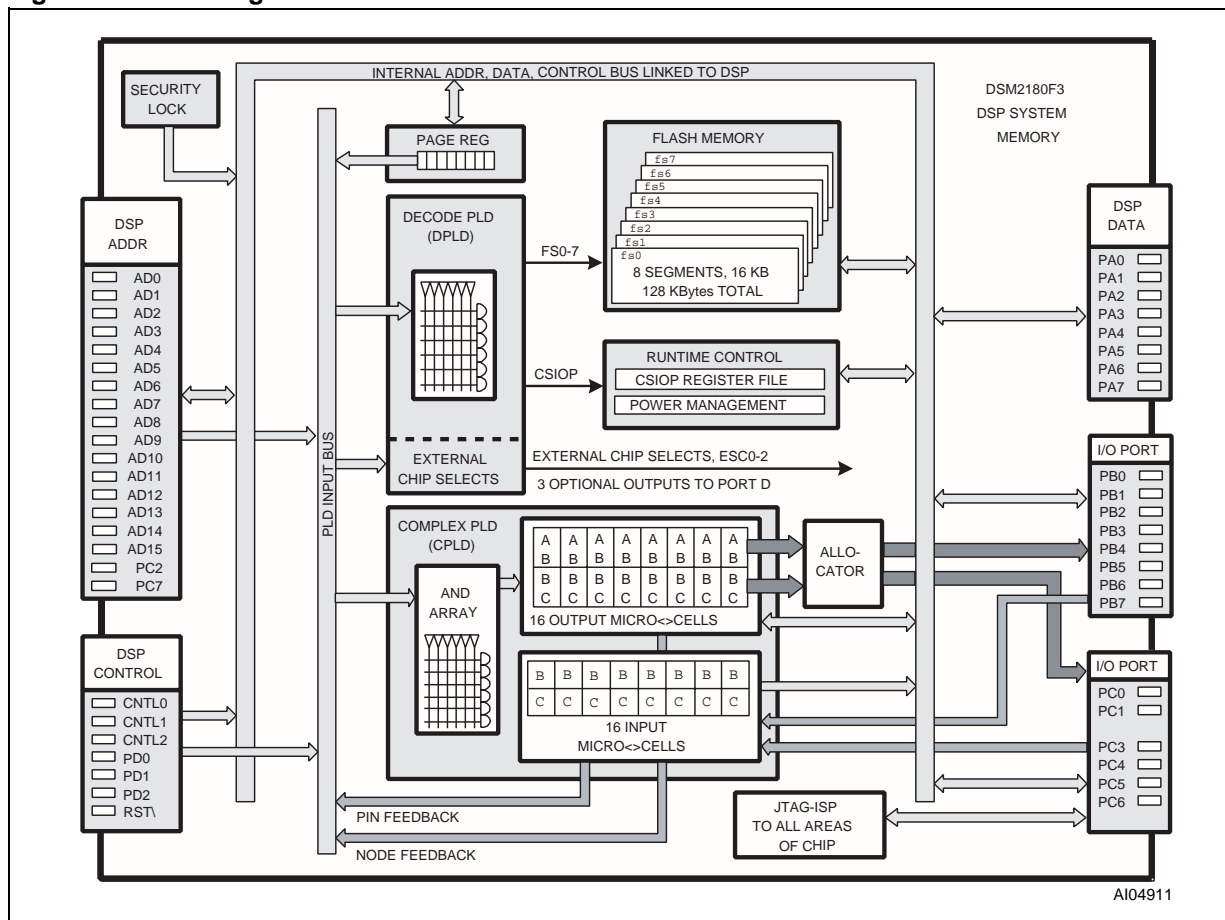 INTERNAL ADDR, DATA, CONTROL BUS LINKED TO DSP
SECURITY
LOCK
DSM2180F3
DSP SYSTEM
MEMORY
PAGE REG
FLASH MEMORY
fs7
fs6
fs5
fs4
fs3
fs2
fs1
fs0
8 SEGMENTS, 16 KB
128 KBytes TOTAL
DECODE PLD
(DPLD)
FS0-7
DSP
ADDR
AD0
AD1
AD2
AD3
AD4
AD5
AD6
AD7
AD8
AD9
AD10
AD11
AD12
AD13
AD14
AD15
PC2
PC7
DSP
DATA
PA0
PA1
PA2
PA3
PA4
PA5
PA6
PA7
RUNTIME CONTROL
CSIOP REGISTER FILE
POWER MANAGEMENT
CSIOP
EXTERNAL
CHIP SELECTS
EXTERNAL CHIP SELECTS, ESC0-2
3 OPTIONAL OUTPUTS TO PORT D
PLD INPUT BUS
I/O PORT
PB0
PB1
PB2
PB3
PB4
PB5
PB6
PB7
COMPLEX PLD
(CPLD)
AND
ARRAY
A A A A A A A A
B B B B B B B B
B B B B B B B B
C C C C C C C C
16 OUTPUT MICRO<>CELLS
ALLO-
CATOR
B B B B B B B B
C C C C C C C C
16 INPUT
MICRO<>CELLS
DSP
CONTROL
CNTL0
CNTL1
CNTL2
PD0
PD1
PD2
RST\
I/O PORT
PC0
PC1
PC3
PC4
PC5
PC6
PIN FEEDBACK
NODE FEEDBACK
JTAG-ISP
TO ALL AREAS
OF CHIP
AI04911